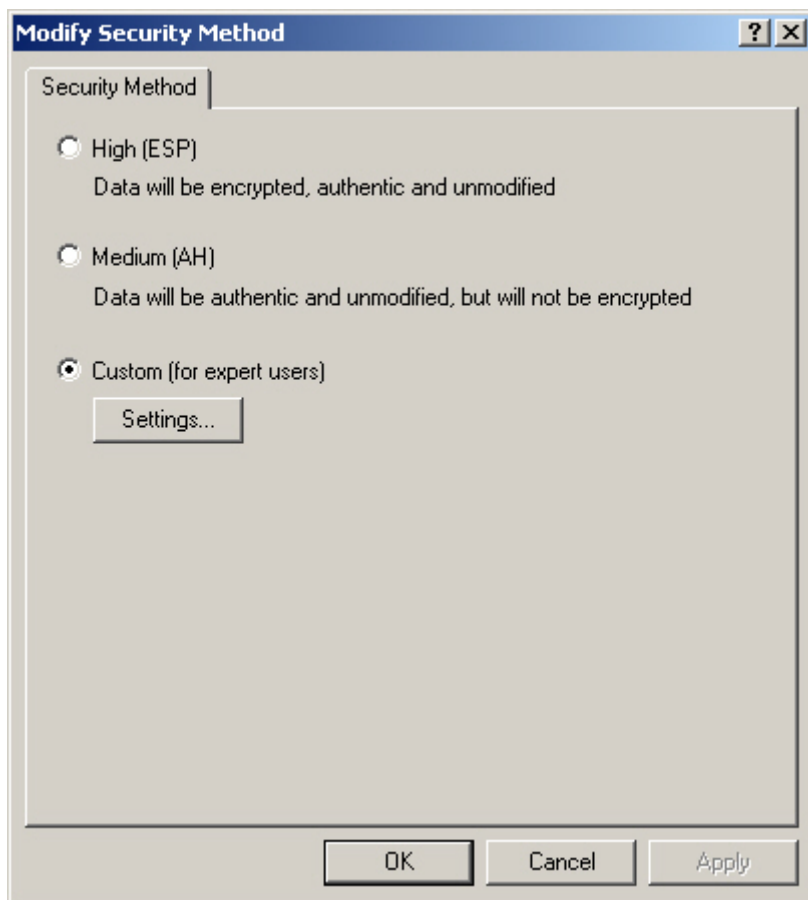 Modify Security Method
?
Security Method
High (ESP)
Data will be encrypted, authentic and unmodified
Medium (AH)
Data will be authentic and unmodified, but will not be encrypted
Custom (for expert users)
Settings...
OK Cancel Apply